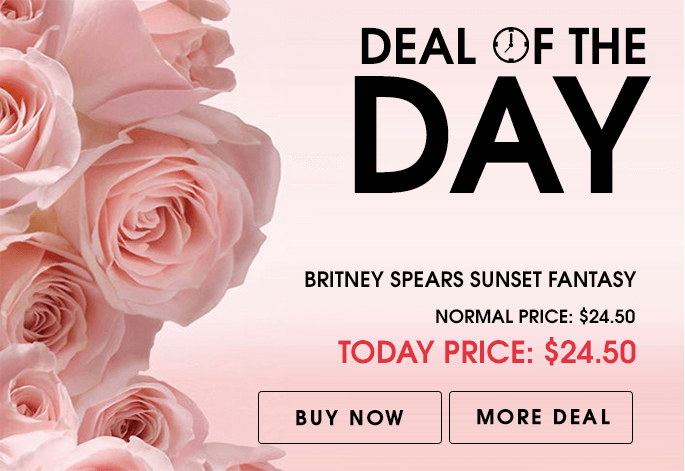 DEAL OF THE
DAY
BRITNEY SPEARS SUNSET FANTASY
NORMAL PRICE: $24.50
TODAY PRICE: $24.50
BUY NOW
MORE DEAL